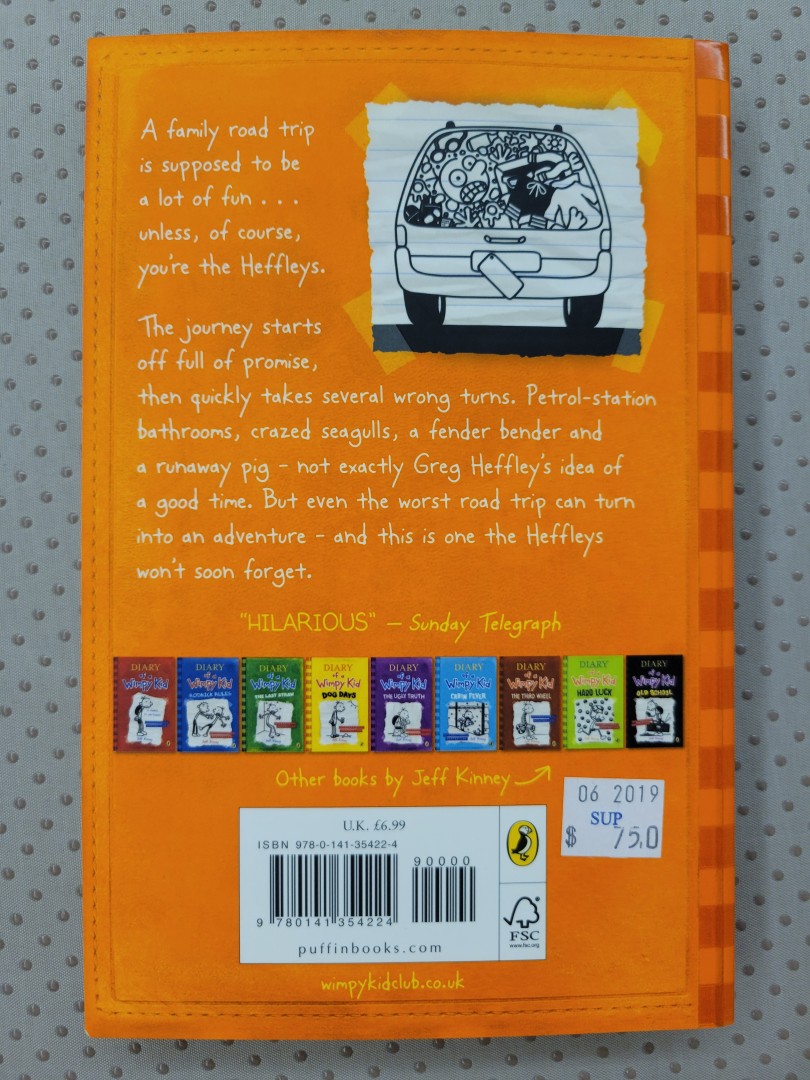 A family road trip
is supposed to be
a lot of fun . . .
unless, of course,
you're the Heffleys.
The journey starts
off full of promise,
then quickly takes several wrong turns. Petrol-station
bathrooms, crazed seagulls, a fender bender and
a runaway pig – not exactly Greg Heffley's idea of
a good time. But even the worst road trip can turn
into an adventure – and this is one the Heffleys
won't soon forget.
"HILARIOUS" – Sunday Telegraph
DIARY of a Wimpy Kid
DIARY of a Wimpy Kid RODRICK RULES
DIARY of a Wimpy Kid THE LAST STRAW
DIARY of a Wimpy Kid DOG DAYS
DIARY of a Wimpy Kid THE UGLY TRUTH
DIARY of a Wimpy Kid CABIN FEVER
DIARY of a Wimpy Kid THE THIRD WHEEL
DIARY of a Wimpy Kid HARD LUCK
DIARY of a Wimpy Kid OLD SCHOOL
Other books by Jeff Kinney
06 2019
SUP
$ 75.0
U.K. £6.99
ISBN 978-0-141-35422-4
90000
9 780141 354224
puffinbooks.com
FSC
www.fsc.org
wimpykidclub.co.uk